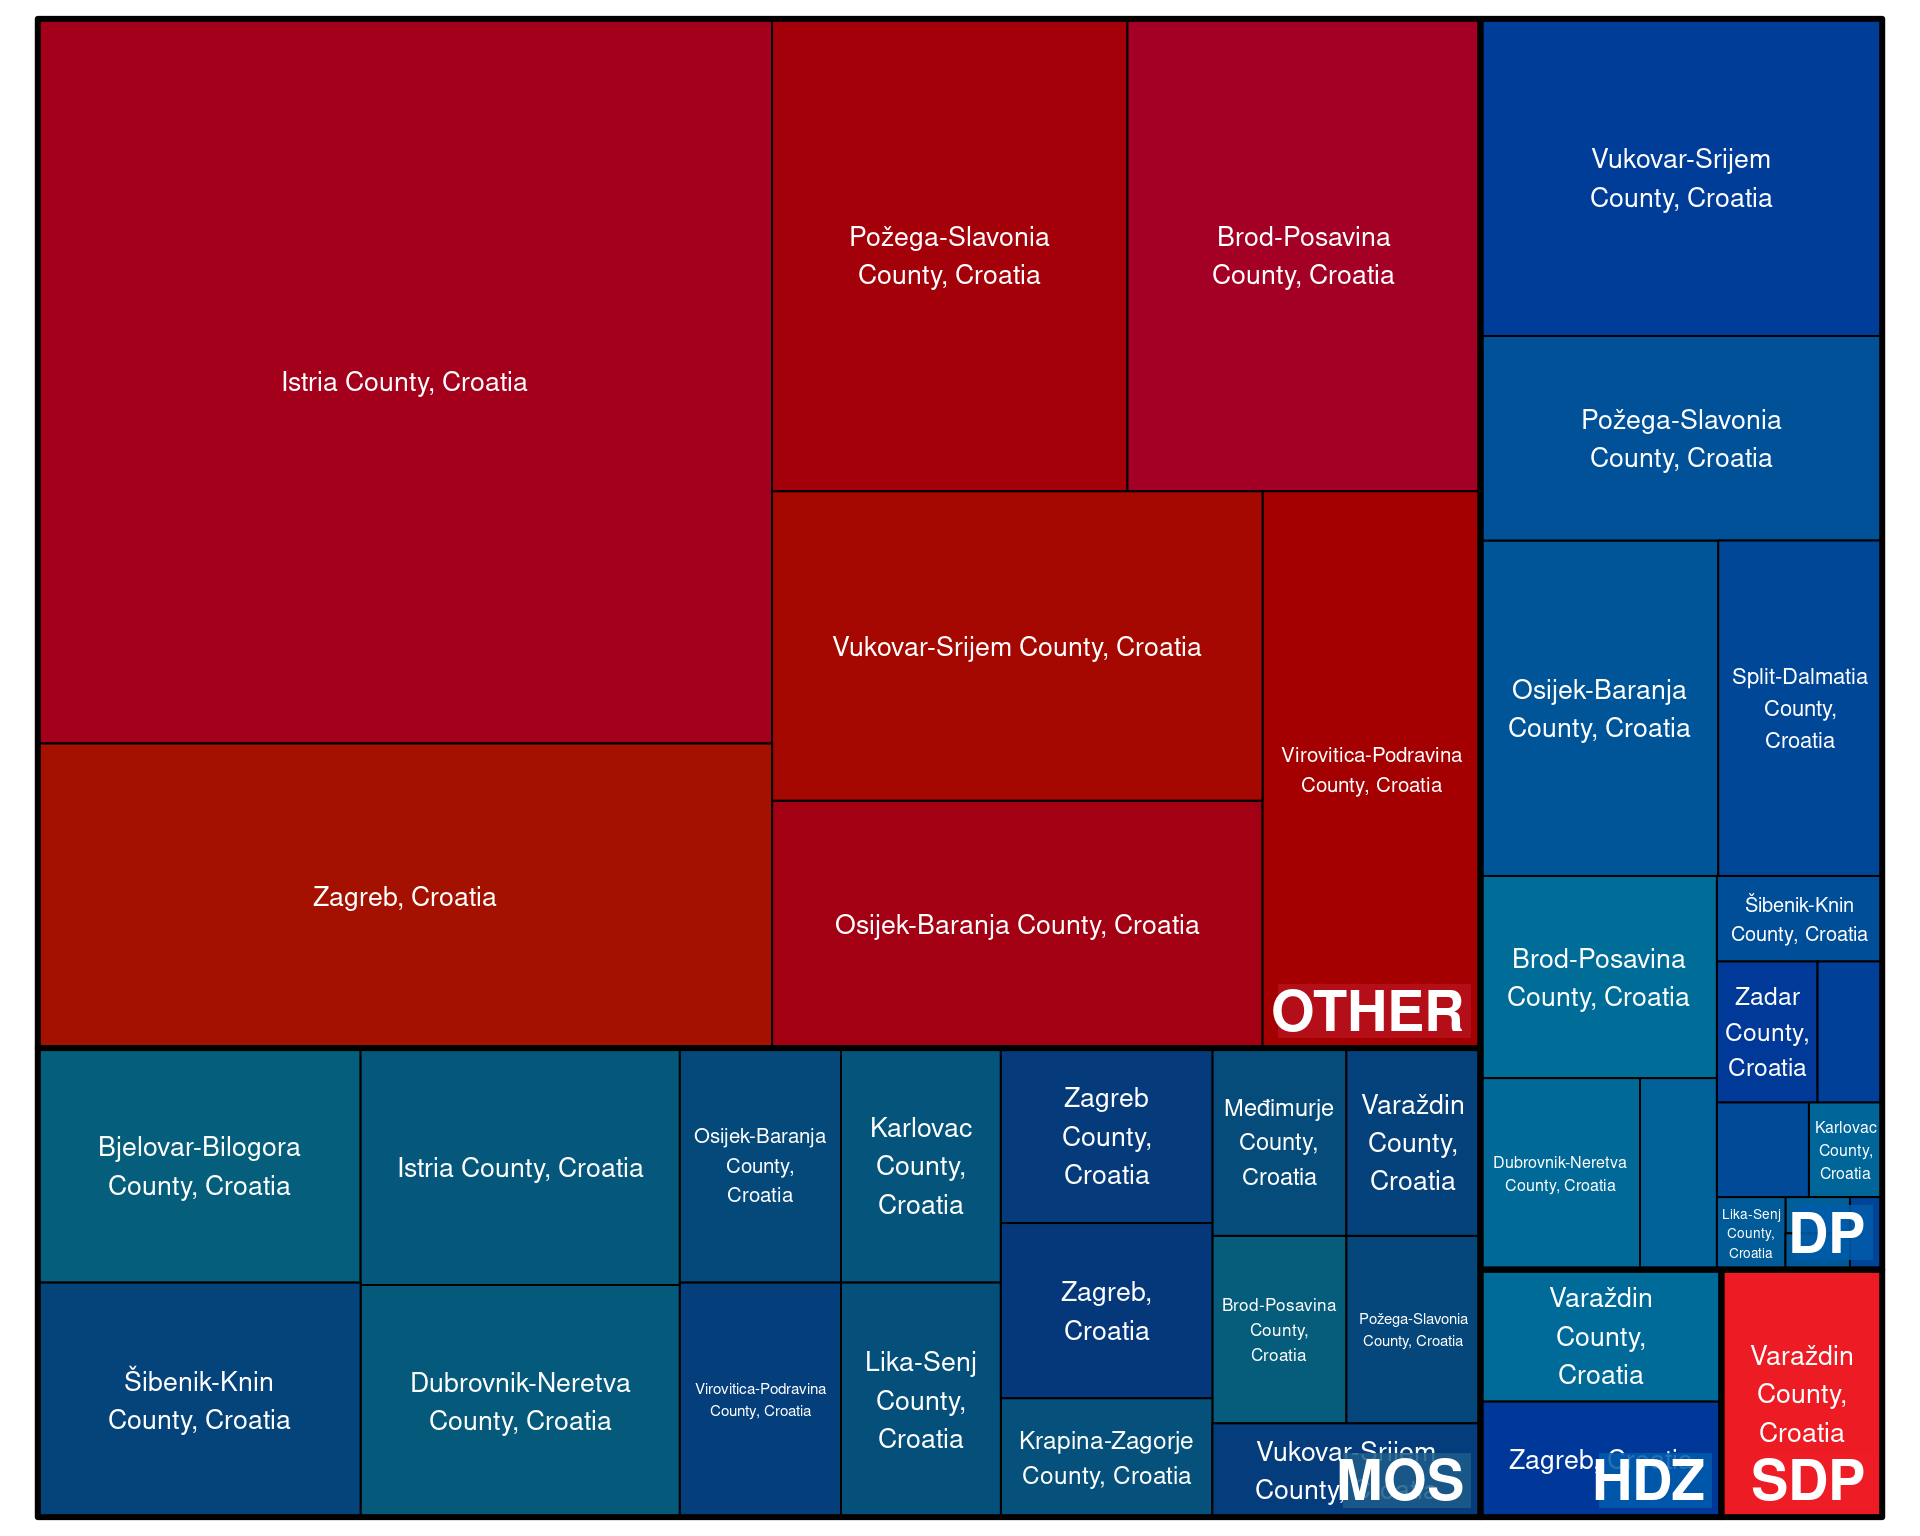 Istria County, Croatia
Zagreb, Croatia
Požega-Slavonia
County, Croatia
Brod-Posavina
County, Croatia
Vukovar-Srijem County, Croatia
Osijek-Baranja County, Croatia
Virovitica-Podravina
County, Croatia
OTHER
Bjelovar-Bilogora
County, Croatia
Šibenik-Knin
County, Croatia
Istria County, Croatia
Dubrovnik-Neretva
County, Croatia
Osijek-Baranja
County,
Croatia
Virovitica-Podravina
County, Croatia
Karlovac
County,
Croatia
Lika-Senj
County,
Croatia
Zagreb
County,
Croatia
Zagreb,
Croatia
Krapina-Zagorje
County, Croatia
Međimurje
County,
Croatia
Varaždin
County,
Croatia
Brod-Posavina
County,
Croatia
Požega-Slavonia
County, Croatia
Vukovar-Srijem
County, Croatia
MOS
Vukovar-Srijem
County, Croatia
Požega-Slavonia
County, Croatia
Osijek-Baranja
County, Croatia
Split-Dalmatia
County,
Croatia
Brod-Posavina
County, Croatia
Šibenik-Knin
County, Croatia
Zadar
County,
Croatia
Dubrovnik-Neretva
County, Croatia
Karlovac
County,
Croatia
Lika-Senj
County,
Croatia
DP
Varaždin
County,
Croatia
Zagreb, Croatia
HDZ
Varaždin
County,
Croatia
SDP